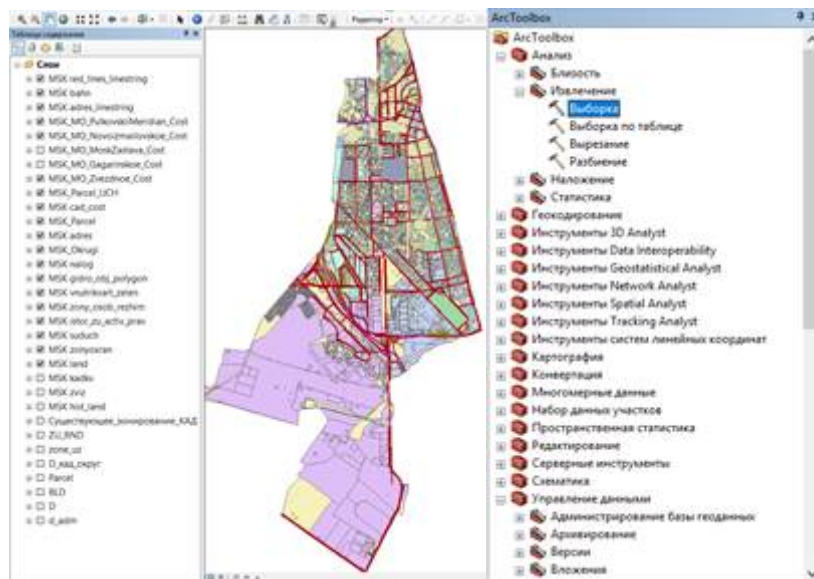 Редактор
Таблица содержания
Слои
MSK red_lines_linestring
MSK bahn
MSK adres_linestring
MSK_MO_PulkovskiMeridian_Cost
MSK_MO_Novoizmailovskoe_Cost
MSK_MO_MoskZastava_Cost
MSK_MO_Gagarinskoe_Cost
MSK_MO_Zvezdnoe_Cost
MSK_Parcel_UCH
MSK cad_cost
MSK_Parcel
MSK adres
MSK_Okrugi
MSK nalog
MSK gidro_obj_polygon
MSK vnutrikvart_zelen
MSK zony_osob_rezhim
MSK istor_zu_activ_prav
MSK suduch
MSK zonyoxran
MSK land
MSK kadko
MSK zviz
MSK hist_land
Существующее_зонирование_КАД
ZU_RND
zone_uz
D_кад_округ
Parcel
BLD
D
d_adm
ArcToolbox
ArcToolbox
Анализ
Близость
Извлечение
Выборка
Выборка по таблице
Вырезание
Разбиение
Наложение
Статистика
Геокодирование
Инструменты 3D Analyst
Инструменты Data Interoperability
Инструменты Geostatistical Analyst
Инструменты Network Analyst
Инструменты Spatial Analyst
Инструменты Tracking Analyst
Инструменты систем линейных координат
Картография
Конвертация
Многомерные данные
Набор данных участков
Пространственная статистика
Редактирование
Серверные инструменты
Схематика
Управление данными
Администрирование базы геоданных
Архивирование
Версии
Вложения